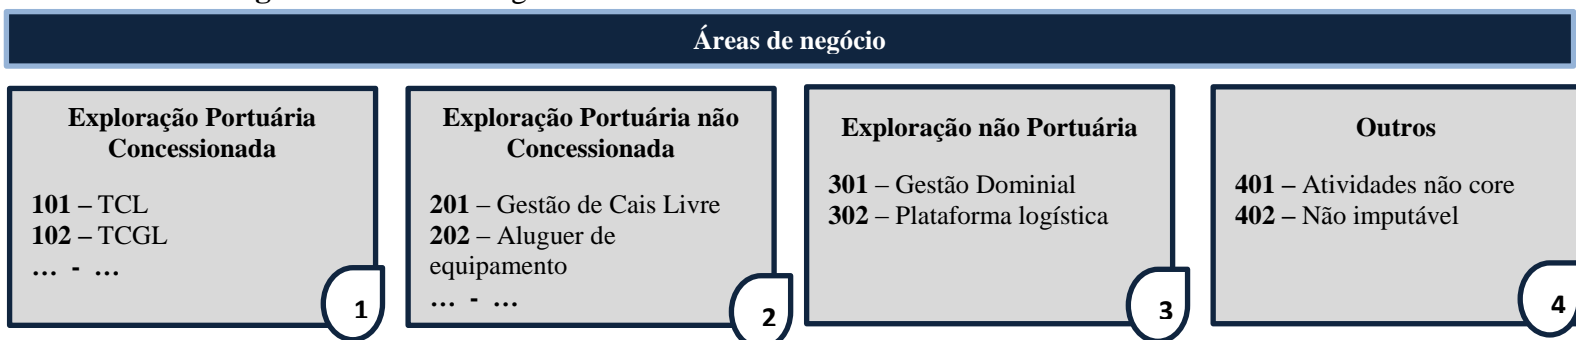 Áreas de negócio
Exploração Portuária
Concessionada
101 – TCL
102 – TCGL
... - ...
1
Exploração Portuária não
Concessionada
201 – Gestão de Cais Livre
202 – Aluguer de
equipamento
... - ...
2
Exploração não Portuária
301 – Gestão Dominial
302 – Plataforma logística
3
Outros
401 – Atividades não core
402 – Não imputável
4